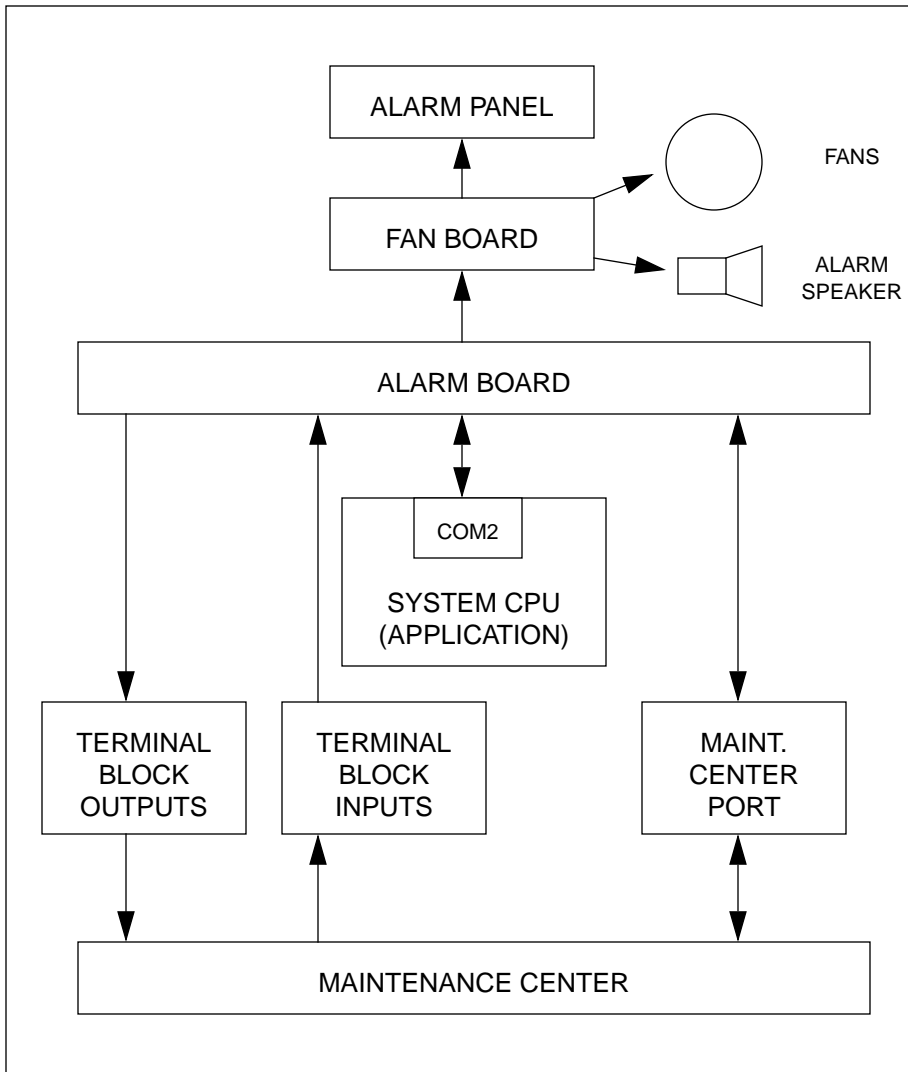 ALARM PANEL
FANS
FAN BOARD
ALARM
SPEAKER
ALARM BOARD
COM2
SYSTEM CPU
(APPLICATION)
TERMINAL
BLOCK
OUTPUTS
TERMINAL
BLOCK
INPUTS
MAINT.
CENTER
PORT
MAINTENANCE CENTER